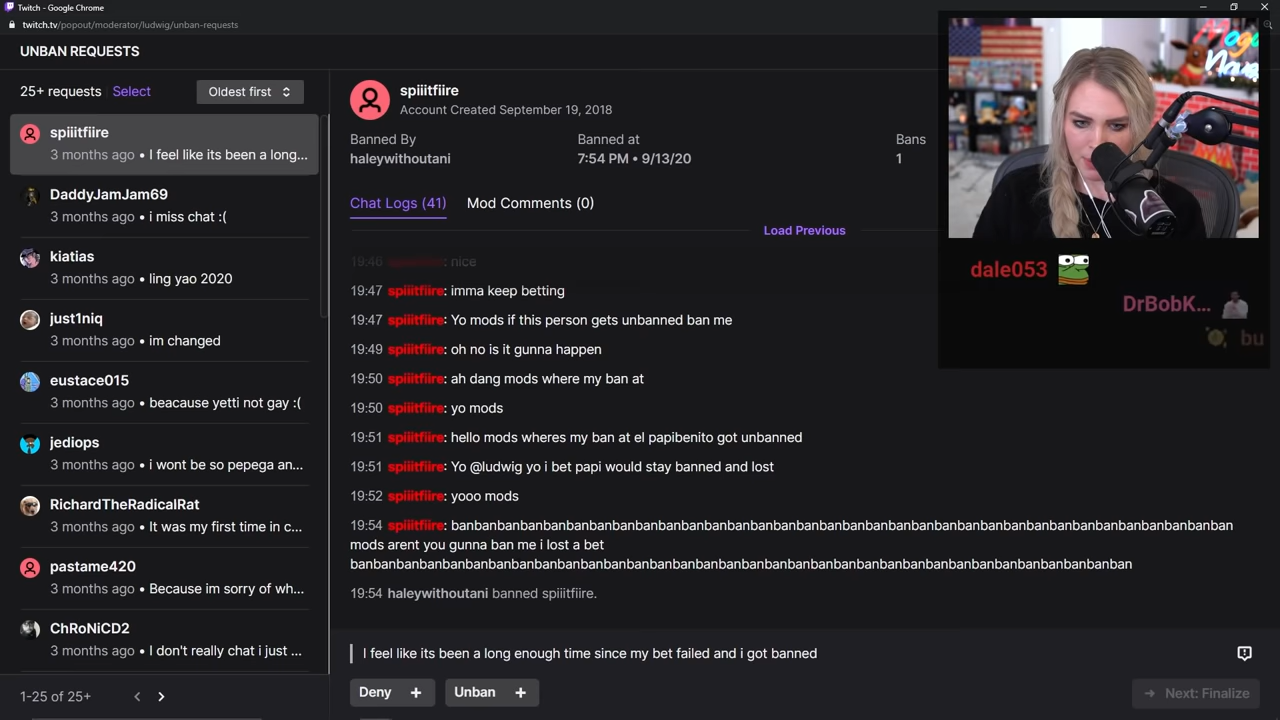 Twitch - Google Chrome
twitch.tv/popout/moderator/ludwig/unban-requests
UNBAN REQUESTS
25+ requests Select Oldest first
spiiitfiire
3 months ago • I feel like its been a long...
DaddyJamJam69
3 months ago • i miss chat :(
kiatias
3 months ago • ling yao 2020
just1niq
3 months ago • im changed
eustace015
3 months ago • beacause yetti not gay :(
jediops
3 months ago • i wont be so pepega an...
RichardTheRadicalRat
3 months ago • It was my first time in c...
pastame420
3 months ago • Because im sorry of wh...
ChRoNiCD2
3 months ago • I don't really chat i just ...
1-25 of 25+
spiiitfiire
Account Created September 19, 2018
Banned By Banned at Bans
haleywithoutani 7:54 PM • 9/13/20 1
Chat Logs (41) Mod Comments (0)
Load Previous
19:46 spiiitfiire: nice
19:47 spiiitfiire: imma keep betting
19:47 spiiitfiire: Yo mods if this person gets unbanned ban me
19:49 spiiitfiire: oh no is it gunna happen
19:50 spiiitfiire: ah dang mods where my ban at
19:50 spiiitfiire: yo mods
19:51 spiiitfiire: hello mods wheres my ban at el papibenito got unbanned
19:51 spiiitfiire: Yo @ludwig yo i bet papi would stay banned and lost
19:52 spiiitfiire: yooo mods
19:54 spiiitfiire: banbanbanbanbanbanbanbanbanbanbanbanbanbanbanbanbanbanbanbanbanbanbanbanbanbanbanbanbanbanbanbanbanban
mods arent you gunna ban me i lost a bet
banbanbanbanbanbanbanbanbanbanbanbanbanbanbanbanbanbanbanbanbanbanbanbanbanbanbanbanbanbanbanbanbanban
19:54 haleywithoutani banned spiiitfiire.
I feel like its been a long enough time since my bet failed and i got banned
Deny + Unban + Next: Finalize
dale053
DrBobK...
bu